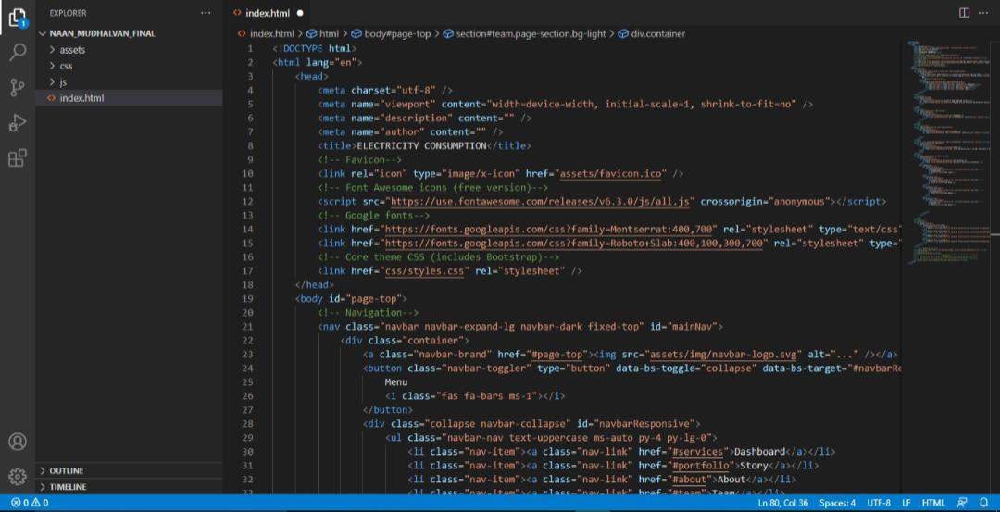 EXPLORER
NAAN_MUDHALVAN_FINAL
assets
css
js
index.html
1
OUTLINE
TIMELINE
index.html
index.html > html > body#page-top > section#team.page-section.bg-light > div.container
1 <!DOCTYPE html>
2 <html lang="en">
3 <head>
4 <meta charset="utf-8" />
5 <meta name="viewport" content="width=device-width, initial-scale=1, shrink-to-fit=no" />
6 <meta name="description" content="" />
7 <meta name="author" content="" />
8 <title>ELECTRICITY CONSUMPTION</title>
9 <!-- Favicon-->
10 <link rel="icon" type="image/x-icon" href="assets/favicon.ico" />
11 <!-- Font Awesome icons (free version)-->
12 <script src="https://use.fontawesome.com/releases/v6.3.0/js/all.js" crossorigin="anonymous"></script>
13 <!-- Google fonts-->
14 <link href="https://fonts.googleapis.com/css?family=Montserrat:400,700" rel="stylesheet" type="text/css"
15 <link href="https://fonts.googleapis.com/css?family=Roboto+Slab:400,100,300,700" rel="stylesheet" type="
16 <!-- Core theme CSS (includes Bootstrap)-->
17 <link href="css/styles.css" rel="stylesheet" />
18 </head>
19 <body id="page-top">
20 <!-- Navigation-->
21 <nav class="navbar navbar-expand-lg navbar-dark fixed-top" id="mainNav">
22 <div class="container">
23 <a class="navbar-brand" href="#page-top"><img src="assets/img/navbar-logo.svg" alt="..." /></a>
24 <button class="navbar-toggler" type="button" data-bs-toggle="collapse" data-bs-target="#navbarRe
25 Menu
26 <i class="fas fa-bars ms-1"></i>
27 </button>
28 <div class="collapse navbar-collapse" id="navbarResponsive">
29 <ul class="navbar-nav text-uppercase ms-auto py-4 py-lg-0">
30 <li class="nav-item"><a class="nav-link" href="#services">Dashboard</a></li>
31 <li class="nav-item"><a class="nav-link" href="#portfolio">Story</a></li>
32 <li class="nav-item"><a class="nav-link" href="#about">About</a></li>
33 <li class="nav-item"><a class="nav-link" href="#team">Team</a></li>
0 0
Ln 80, Col 36 Spaces: 4 UTF-8 LF HTML